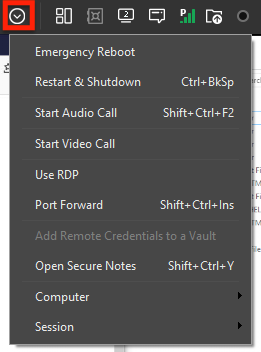 2
P
Emergency Reboot
Restart & Shutdown Ctrl+BkSp
Start Audio Call Shift+Ctrl+F2
Start Video Call
Use RDP
Port Forward Shift+Ctrl+Ins
Add Remote Credentials to a Vault
Open Secure Notes Shift+Ctrl+Y
Computer
Session